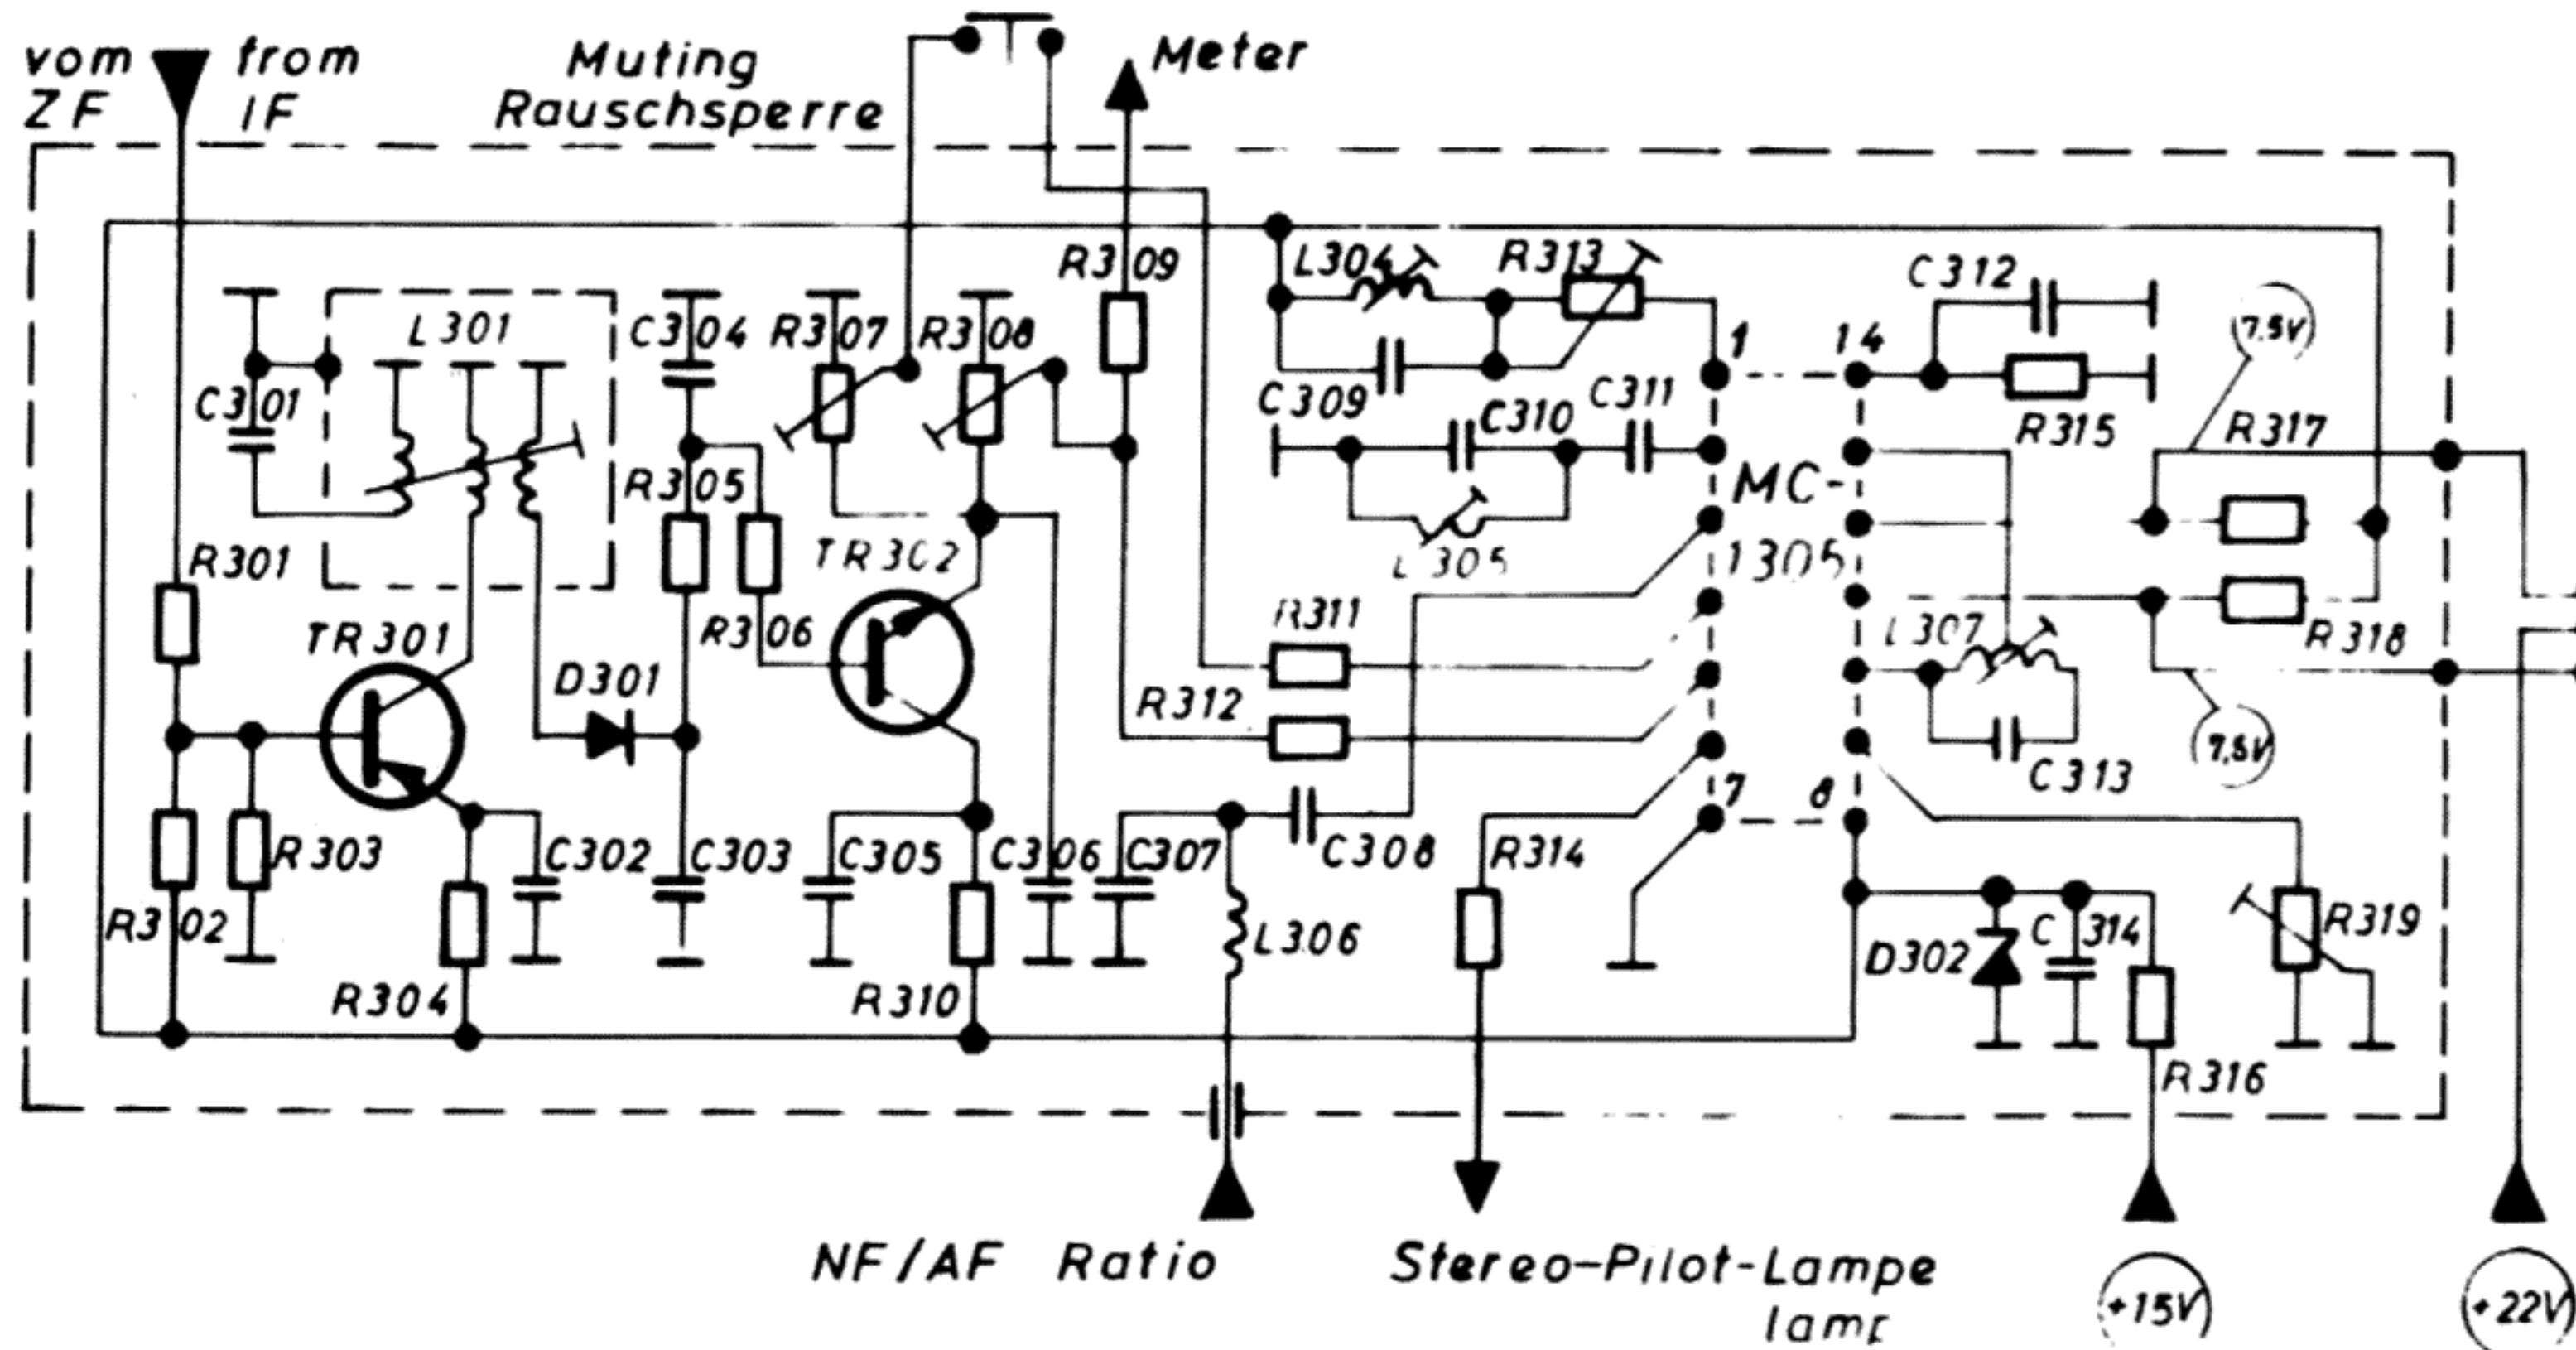 vom from
ZF IF
Muting
Rauschsperre
Meter
L301
C304
R307
R308
R309
L304
R313
C312
7.5V
C301
R305
C309
C310
C311
1
14
R315
R317
R301
TR302
L305
MC-
1305
TR301
R306
R311
L307
R318
D301
R312
7,5V
C313
R303
C302
C303
C305
C306
C307
C308
R314
7
8
R302
L306
D302
C314
R319
R304
R310
R316
NF/AF Ratio
Stereo-Pilot-Lampe
+15V
+22V